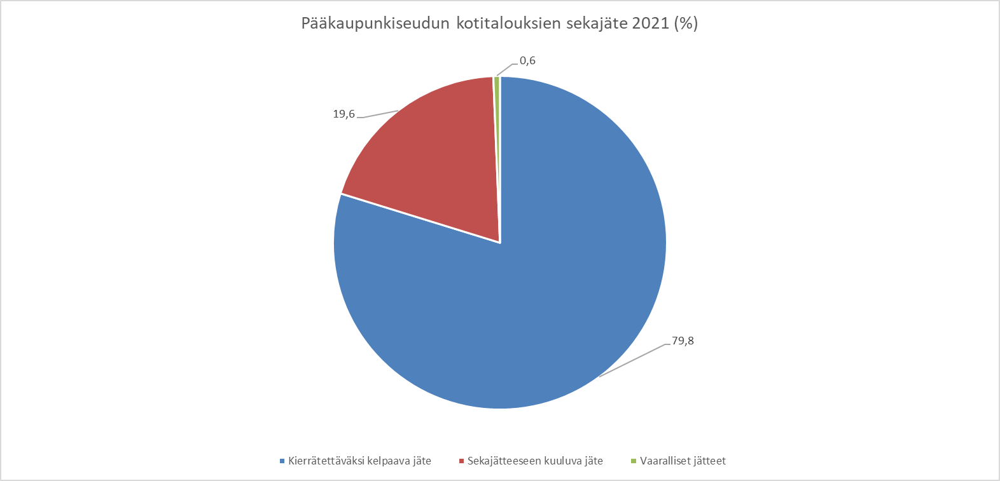 Pääkaupunkiseudun kotitalouksien sekajäte 2021 (%)
0,6
19,6
79,8
Kierrätettäväksi kelpaava jäte
Sekajätteeseen kuuluva jäte
Vaaralliset jätteet